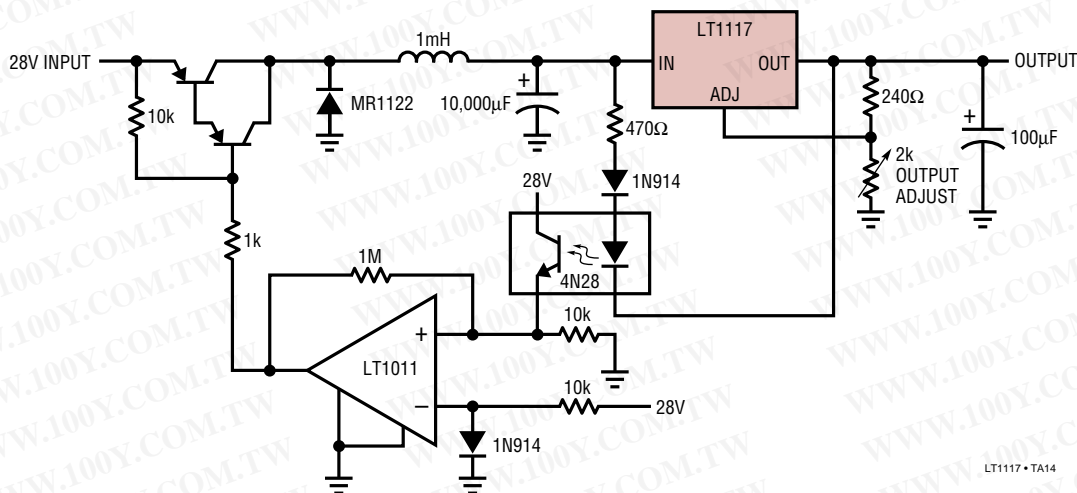 LT1117
1mH
28V INPUT
IN
OUT
OUTPUT
ADJ
+
MR1122
10,000µF
10k
240Ω
470Ω
+
100µF
2k
OUTPUT
ADJUST
28V
1N914
1k
1M
4N28
10k
+
LT1011
10k
–
28V
1N914
LT1117 • TA14
WWW.100Y.COM.TW